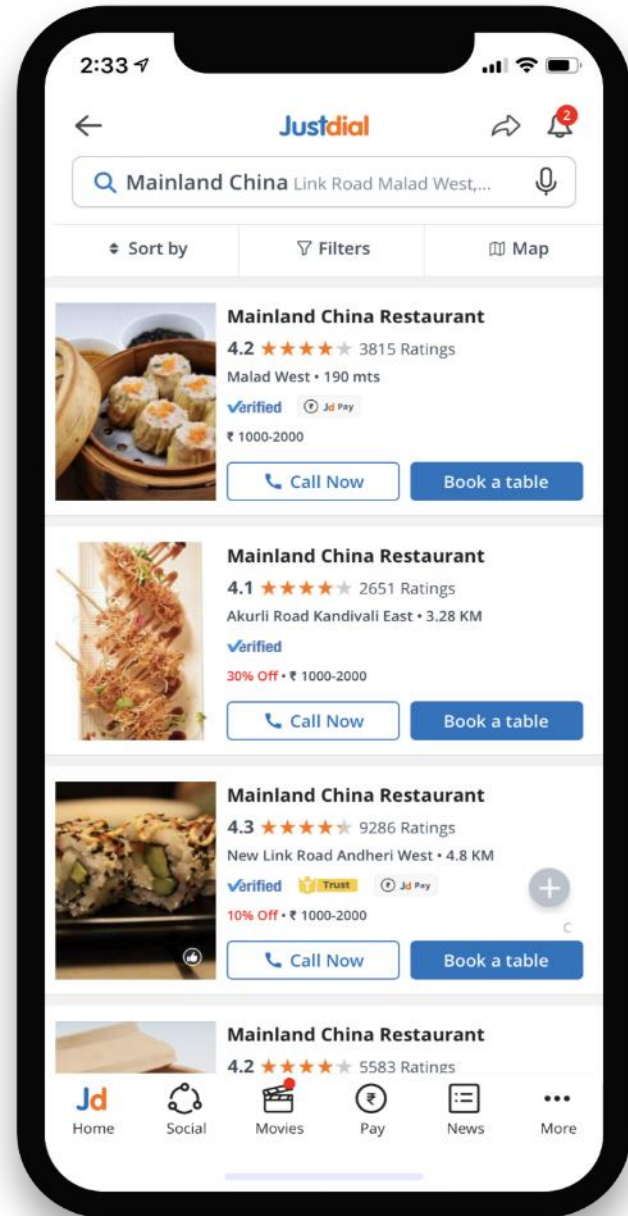 2:33
Justdial
2
Mainland China Link Road Malad West,...
Sort by
Filters
Map
Mainland China Restaurant
4.2 3815 Ratings
Malad West • 190 mts
Verified Jd Pay
₹ 1000-2000
Call Now
Book a table
Mainland China Restaurant
4.1 2651 Ratings
Akurli Road Kandivali East • 3.28 KM
Verified
30% Off • ₹ 1000-2000
Call Now
Book a table
Mainland China Restaurant
4.3 9286 Ratings
New Link Road Andheri West • 4.8 KM
Verified Trust Jd Pay
10% Off • ₹ 1000-2000
C
Call Now
Book a table
Mainland China Restaurant
4.2 5583 Ratings
Jd
Home
Social
Movies
₹
Pay
News
More